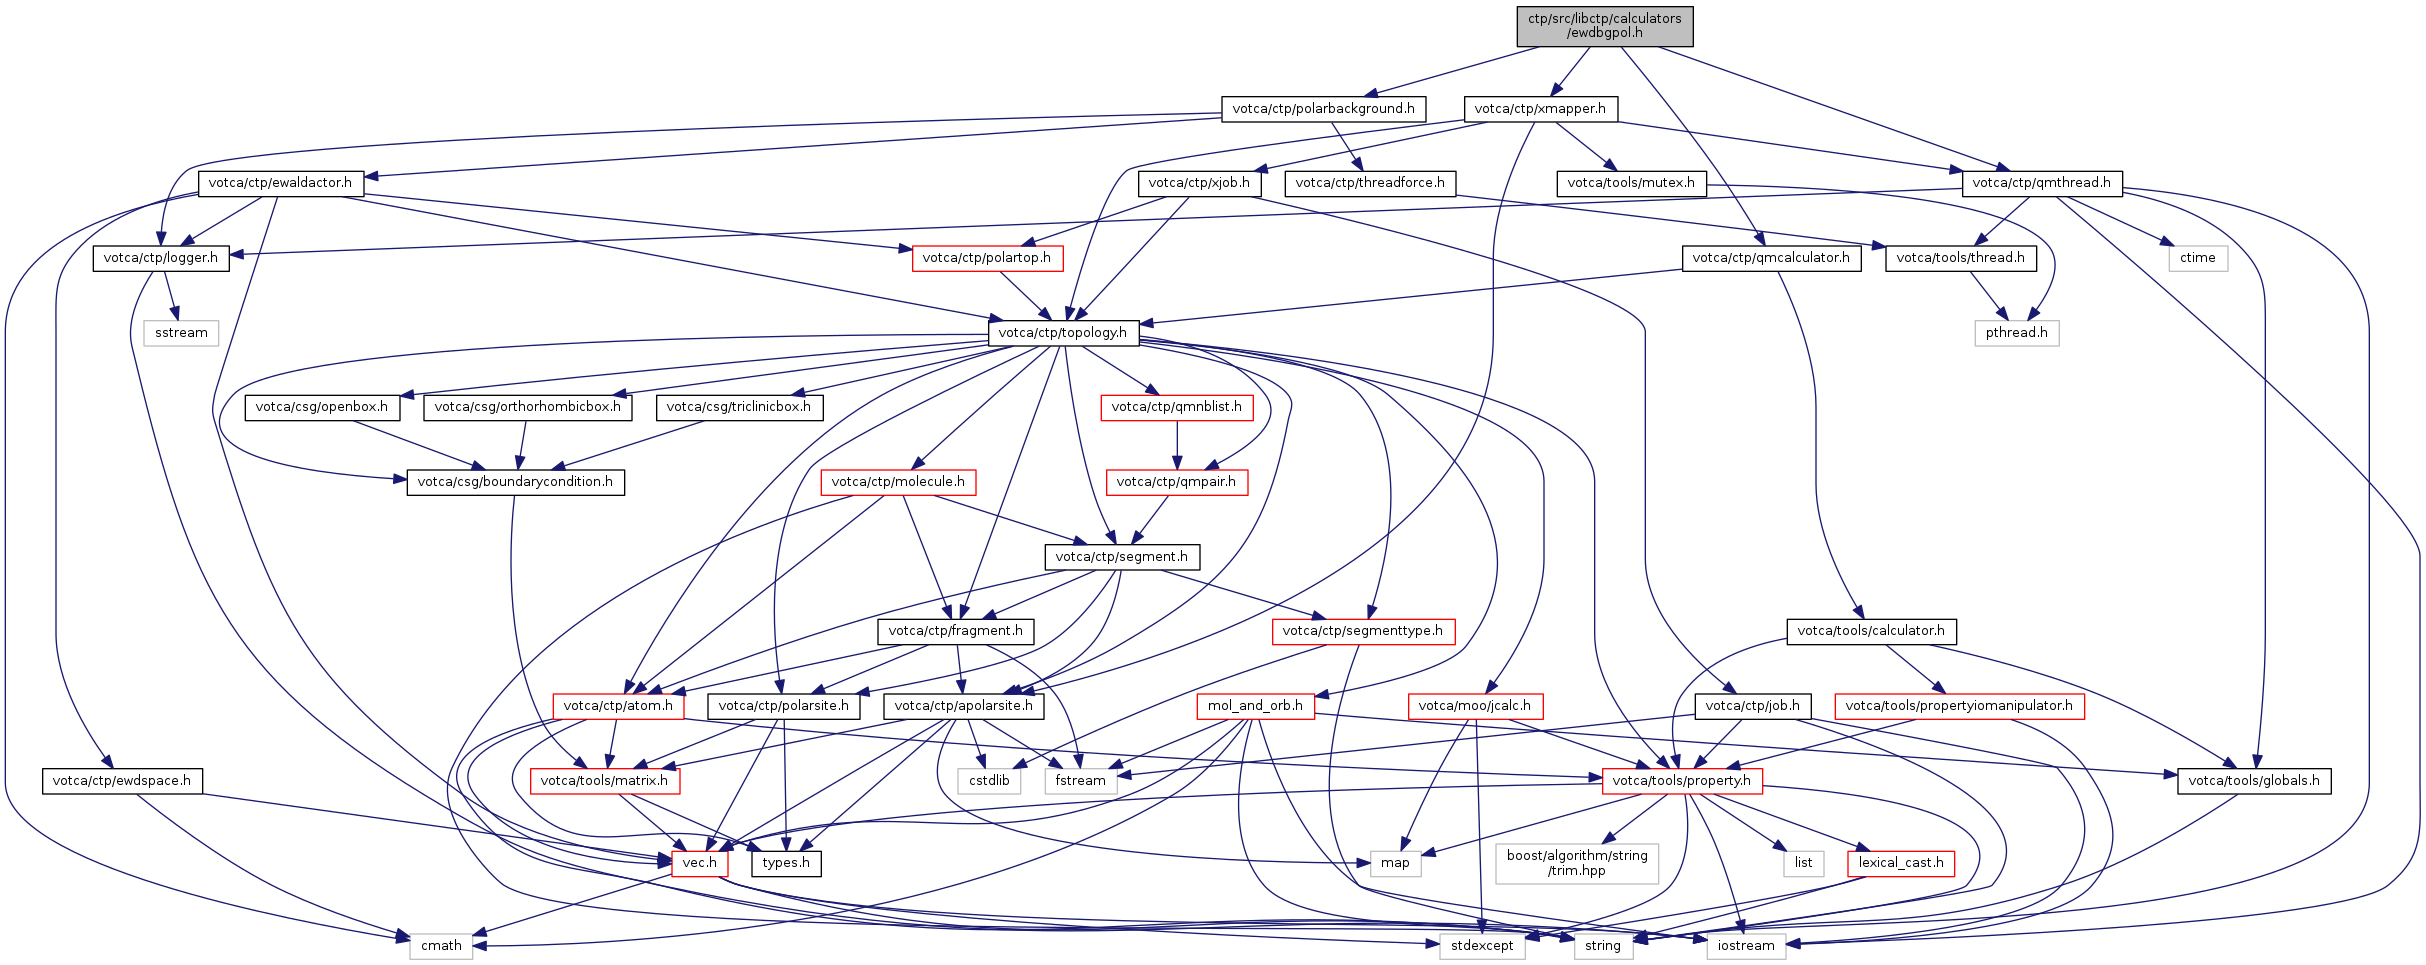 ctp/src/libctp/calculators
/ewdbgpol.h
votca/ctp/polarbackground.h
votca/ctp/xmapper.h
votca/ctp/ewaldactor.h
votca/ctp/xjob.h
votca/ctp/threadforce.h
votca/tools/mutex.h
votca/ctp/qmthread.h
votca/ctp/logger.h
votca/ctp/polartop.h
votca/ctp/qmcalculator.h
votca/tools/thread.h
ctime
sstream
votca/ctp/topology.h
pthread.h
votca/csg/openbox.h
votca/csg/orthorhombicbox.h
votca/csg/triclinicbox.h
votca/ctp/qmnblist.h
votca/csg/boundarycondition.h
votca/ctp/molecule.h
votca/ctp/qmpair.h
votca/ctp/segment.h
votca/ctp/fragment.h
votca/ctp/segmenttype.h
votca/tools/calculator.h
votca/ctp/atom.h
votca/ctp/polarsite.h
votca/ctp/apolarsite.h
mol_and_orb.h
votca/moo/jcalc.h
votca/ctp/job.h
votca/tools/propertyiomanipulator.h
votca/ctp/ewdspace.h
votca/tools/matrix.h
cstdlib
fstream
votca/tools/property.h
votca/tools/globals.h
vec.h
types.h
map
boost/algorithm/string
/trim.hpp
list
lexical_cast.h
cmath
stdexcept
string
iostream